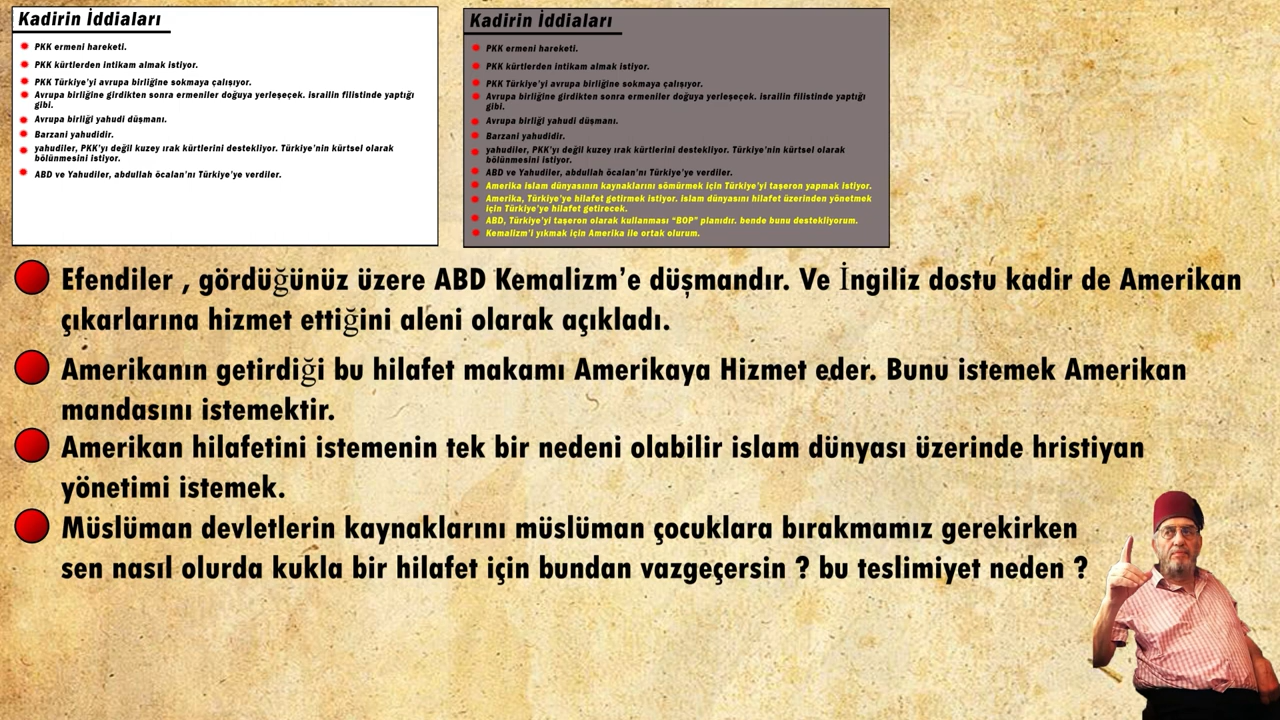 Kadirin İddiaları
PKK ermeni hareketi.
PKK kürtlerden intikam almak istiyor.
PKK Türkiye'yi avrupa birliğine sokmaya çalışıyor.
Avrupa birliğine girdikten sonra ermeniler doğuya yerleşeçek. israilin filistinde yaptığı
gibi.
Avrupa birliği yahudi düşmanı.
Barzani yahudidir.
yahudiler, PKK'yı değil kuzey ırak kürtlerini destekliyor. Türkiye'nin kürtsel olarak
bölünmesini istiyor.
ABD ve Yahudiler, abdullah öcalan'nı Türkiye'ye verdiler.
Kadirin İddiaları
PKK ermeni hareketi.
PKK kürtlerden intikam almak istiyor.
PKK Türkiye'yi avrupa birliğine sokmaya çalışıyor.
Avrupa birliğine girdikten sonra ermeniler doğuya yerleşeçek. israilin filistinde yaptığı
gibi.
Avrupa birliği yahudi düşmanı.
Barzani yahudidir.
yahudiler, PKK'yı değil kuzey ırak kürtlerini destekliyor. Türkiye'nin kürtsel olarak
bölünmesini istiyor.
ABD ve Yahudiler, abdullah öcalan'nı Türkiye'ye verdiler.
Amerika islam dünyasının kaynaklarını sömürmek için Türkiye'yi taşeron yapmak istiyor.
Amerika, Türkiye'ye hilafet getirmek istiyor. islam dünyasını hilafet üzerinden yönetmek
için Türkiye'ye hilafet getirecek.
ABD, Türkiye'yi taşeron olarak kullanması "BOP" planıdır. bende bunu destekliyorum.
Kemalizm'i yıkmak için Amerika ile ortak olurum.
Efendiler , gördüğünüz üzere ABD Kemalizm'e düşmandır. Ve İngiliz dostu kadir de Amerikan
çıkarlarına hizmet ettiğini aleni olarak açıkladı.
Amerikanın getirdiği bu hilafet makamı Amerikaya Hizmet eder. Bunu istemek Amerikan
mandasını istemektir.
Amerikan hilafetini istemenin tek bir nedeni olabilir islam dünyası üzerinde hristiyan
yönetimi istemek.
Müslüman devletlerin kaynaklarını müslüman çocuklara bırakmamız gerekirken
sen nasıl olurda kukla bir hilafet için bundan vazgeçersin ? bu teslimiyet neden ?